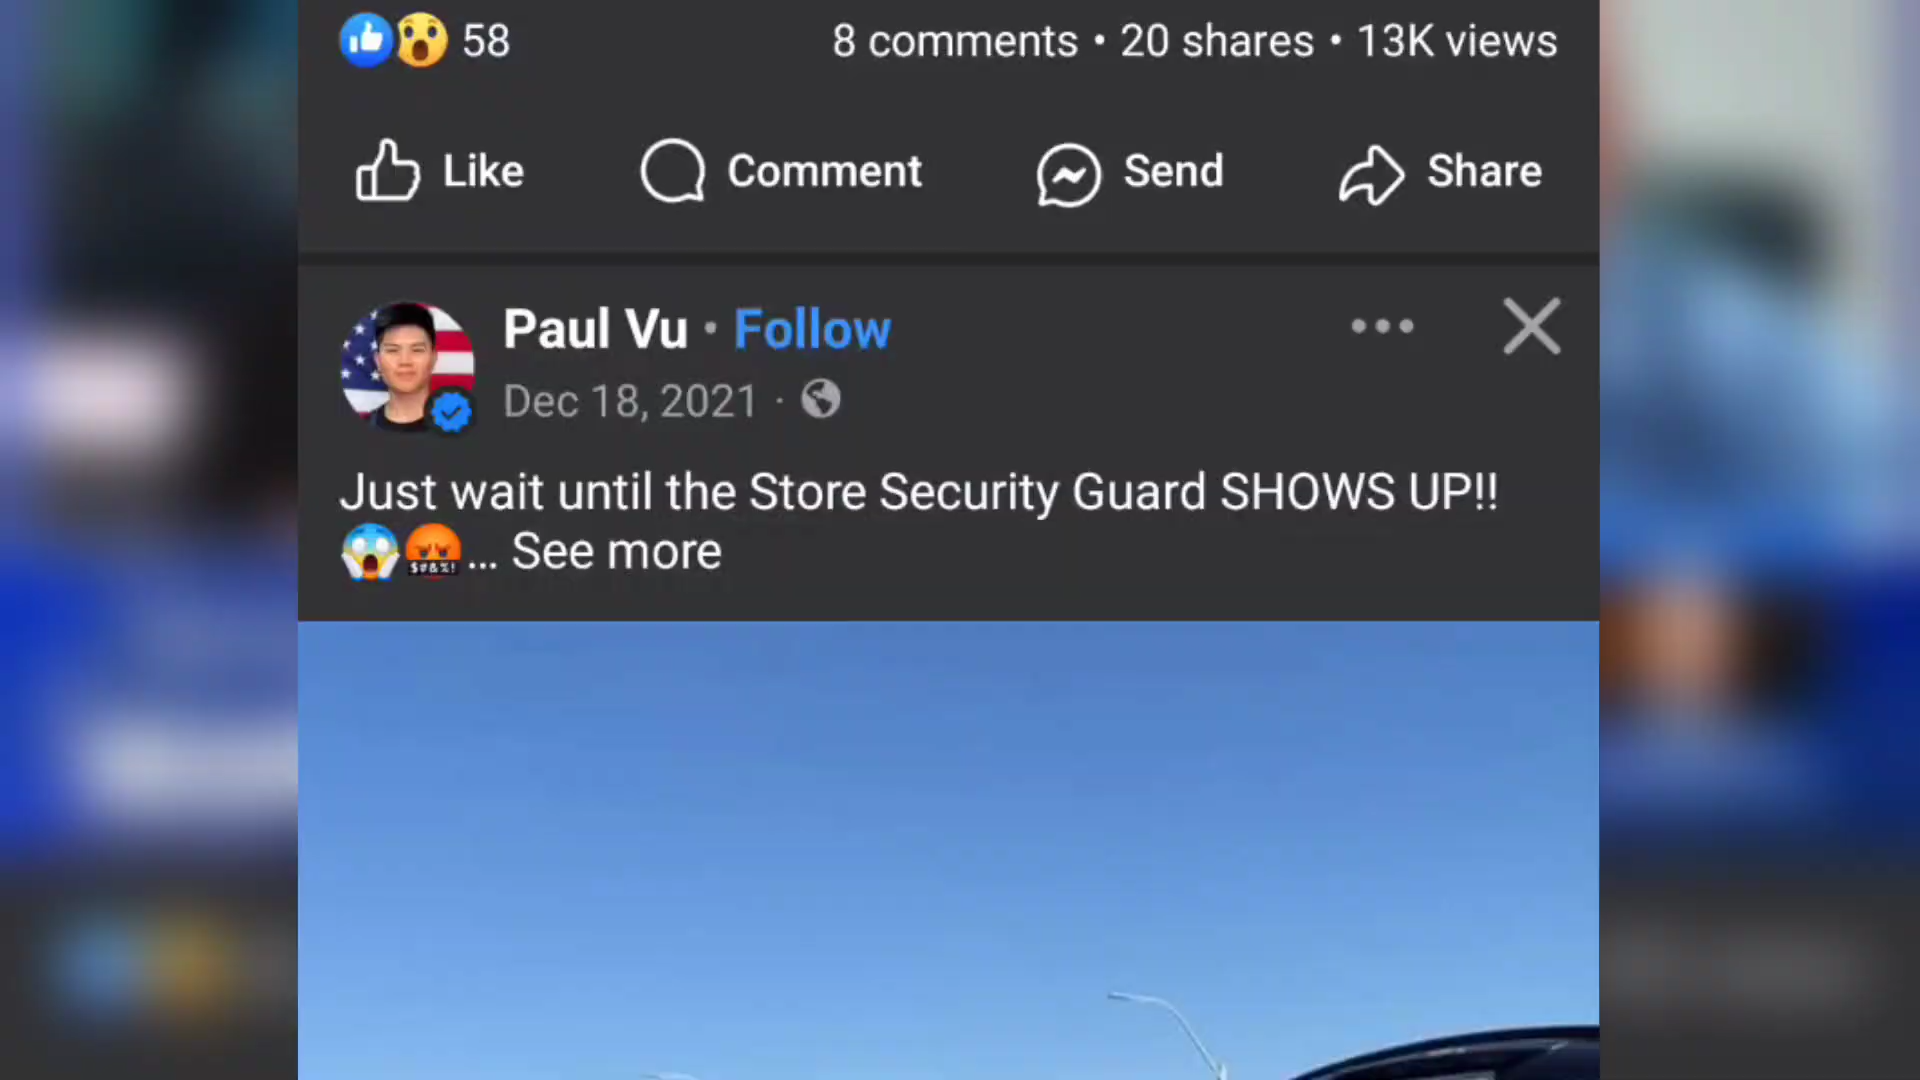 58
8 comments • 20 shares • 13K views
Like
Comment
Send
Share
Paul Vu • Follow
Dec 18, 2021 ·
Just wait until the Store Security Guard SHOWS UP!!
😱🤬... See more